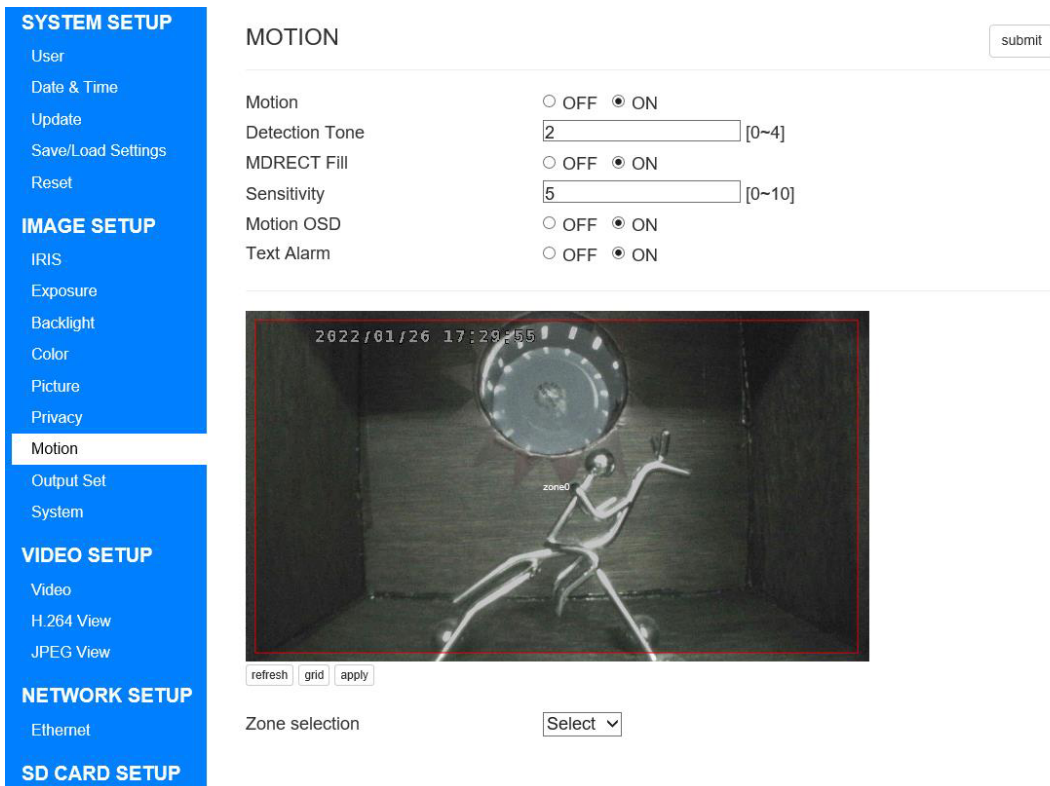 SYSTEM SETUP
User
Date & Time
Update
Save/Load Settings
Reset
IMAGE SETUP
IRIS
Exposure
Backlight
Color
Picture
Privacy
Motion
Output Set
System
VIDEO SETUP
Video
H.264 View
JPEG View
NETWORK SETUP
Ethernet
SD CARD SETUP
MOTION
submit
Motion OFF ON
Detection Tone 2 [0~4]
MDRECT Fill OFF ON
Sensitivity 5 [0~10]
Motion OSD OFF ON
Text Alarm OFF ON
2022/01/26 17:29:55
zone0
refresh grid apply
Zone selection Select